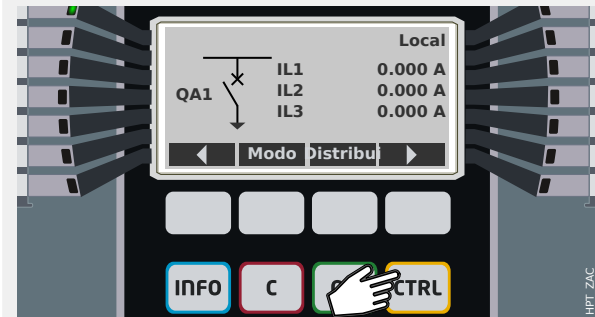 Local
IL1 0.000 A
QA1 IL2 0.000 A
IL3 0.000 A
Modo Distribui
INFO C CTRL
HPT ZAC